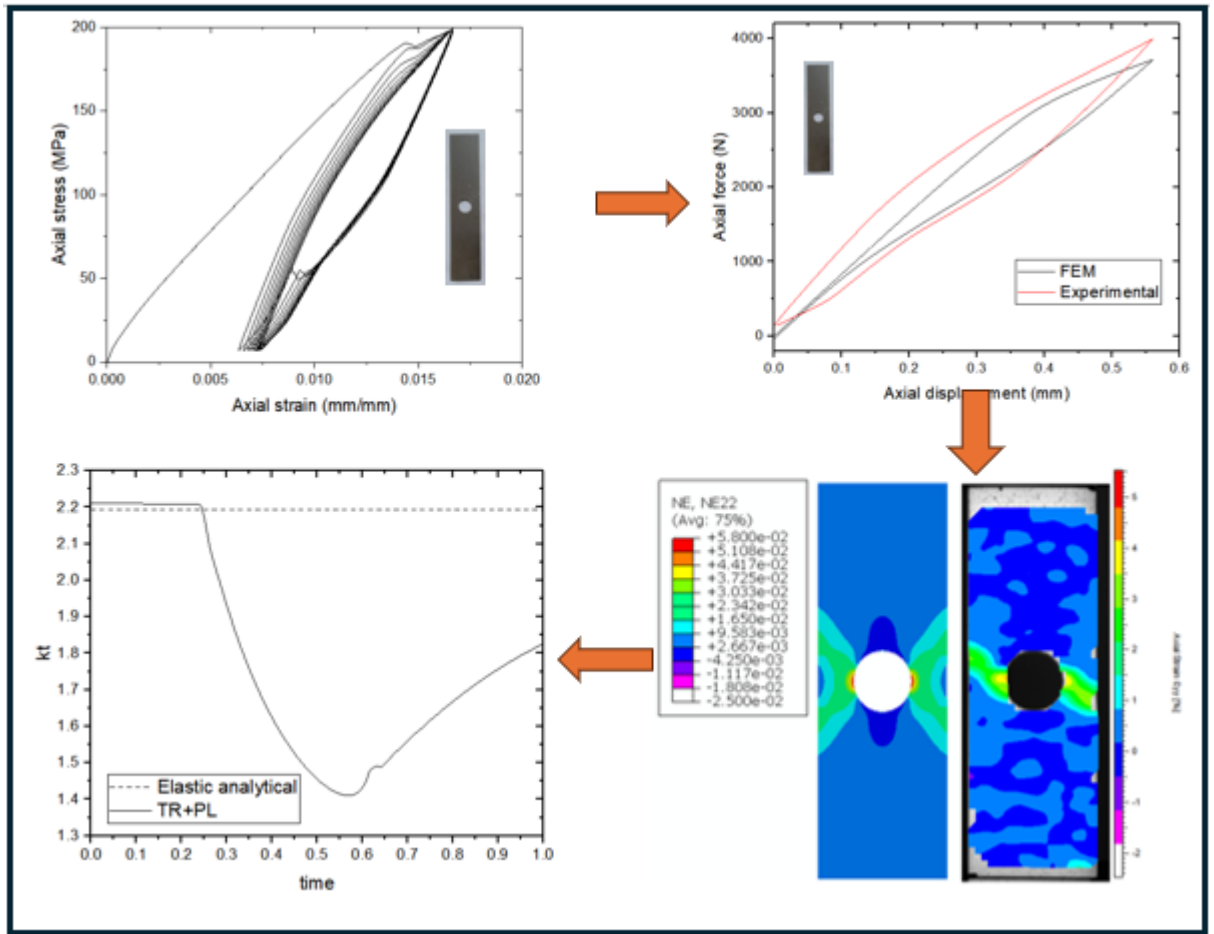 200
150
100
50
0
0.000 0.005 0.010 0.015 0.020
Axial stress (MPa)
Axial strain (mm/mm)
4000
3000
2000
1000
0
0.0 0.1 0.2 0.3 0.4 0.5 0.6
Axial force (N)
FEM
Experimental
Axial displ ment (mm)
2.3
2.2
2.1
2.0
1.9
1.8
1.7
1.6
1.5
1.4
1.3
0.0 0.1 0.2 0.3 0.4 0.5 0.6 0.7 0.8 0.9 1.0
kt
time
Elastic analytical
TR+PL
NE, NE22
(Avg: 75%)
+5.800e-02
+5.108e-02
+4.417e-02
+3.725e-02
+3.033e-02
+2.342e-02
+1.650e-02
+9.583e-03
+2.667e-03
-4.250e-03
-1.117e-02
-1.808e-02
-2.500e-02
5
4
3
2
1
0
-1
-2
Axial Strain